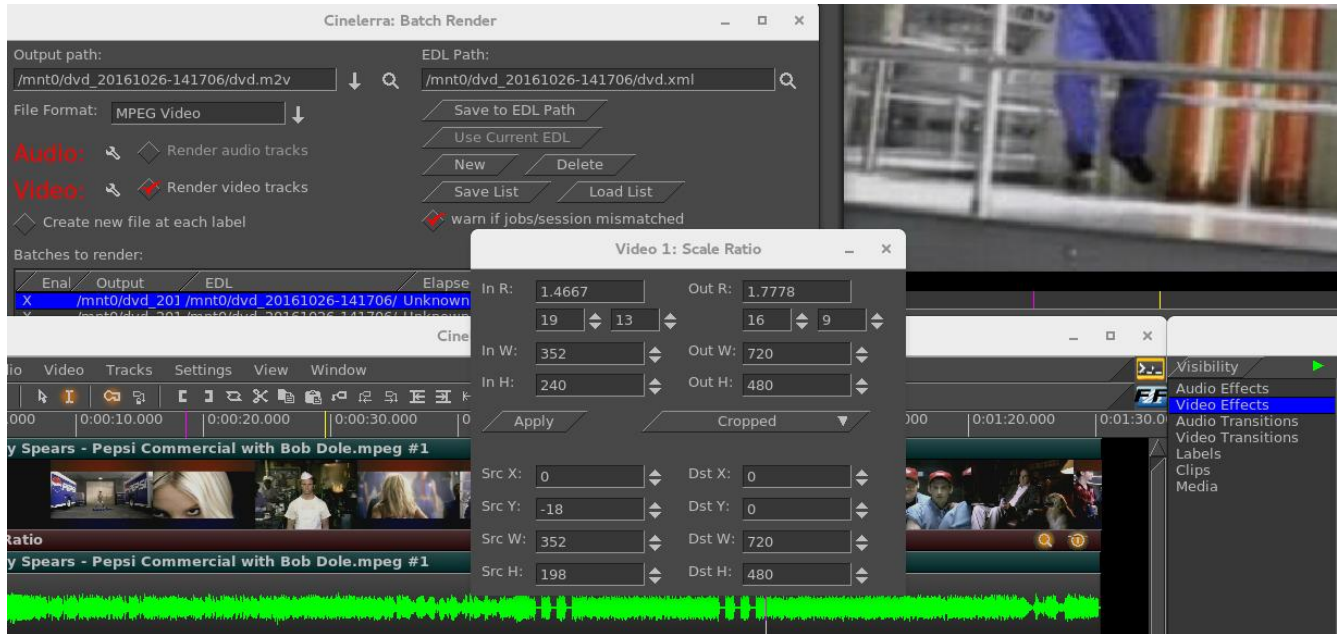 Cinelerra: Batch Render
Output path:
EDL Path:
/mnt0/dvd_20161026-141706/dvd.m2v
/mnt0/dvd_20161026-141706/dvd.xml
File Format:
MPEG Video
Save to EDL Path
Use Current EDL
Audio:
Render audio tracks
New
Delete
Video:
Render video tracks
Save List
Load List
Create new file at each label
warn if jobs/session mismatched
Batches to render:
Enal
Output
EDL
Elapse
X
/mnt0/dvd_201
/mnt0/dvd_20161026-141706/
Unknown
Video 1: Scale Ratio
In R:
1.4667
Out R:
1.7778
19
13
16
9
In W:
352
Out W:
720
In H:
240
Out H:
480
Apply
Cropped
Src X:
0
Dst X:
0
Src Y:
-18
Dst Y:
0
Src W:
352
Dst W:
720
Src H:
198
Dst H:
480
Cine
io
Video
Tracks
Settings
View
Window
.000
0:00:10.000
0:00:20.000
0:00:30.000
0
000
0:01:20.000
0:01:30.0
y Spears - Pepsi Commercial with Bob Dole.mpeg #1
Ratio
y Spears - Pepsi Commercial with Bob Dole.mpeg #1
Visibility
Audio Effects
Video Effects
Audio Transitions
Video Transitions
Labels
Clips
Media